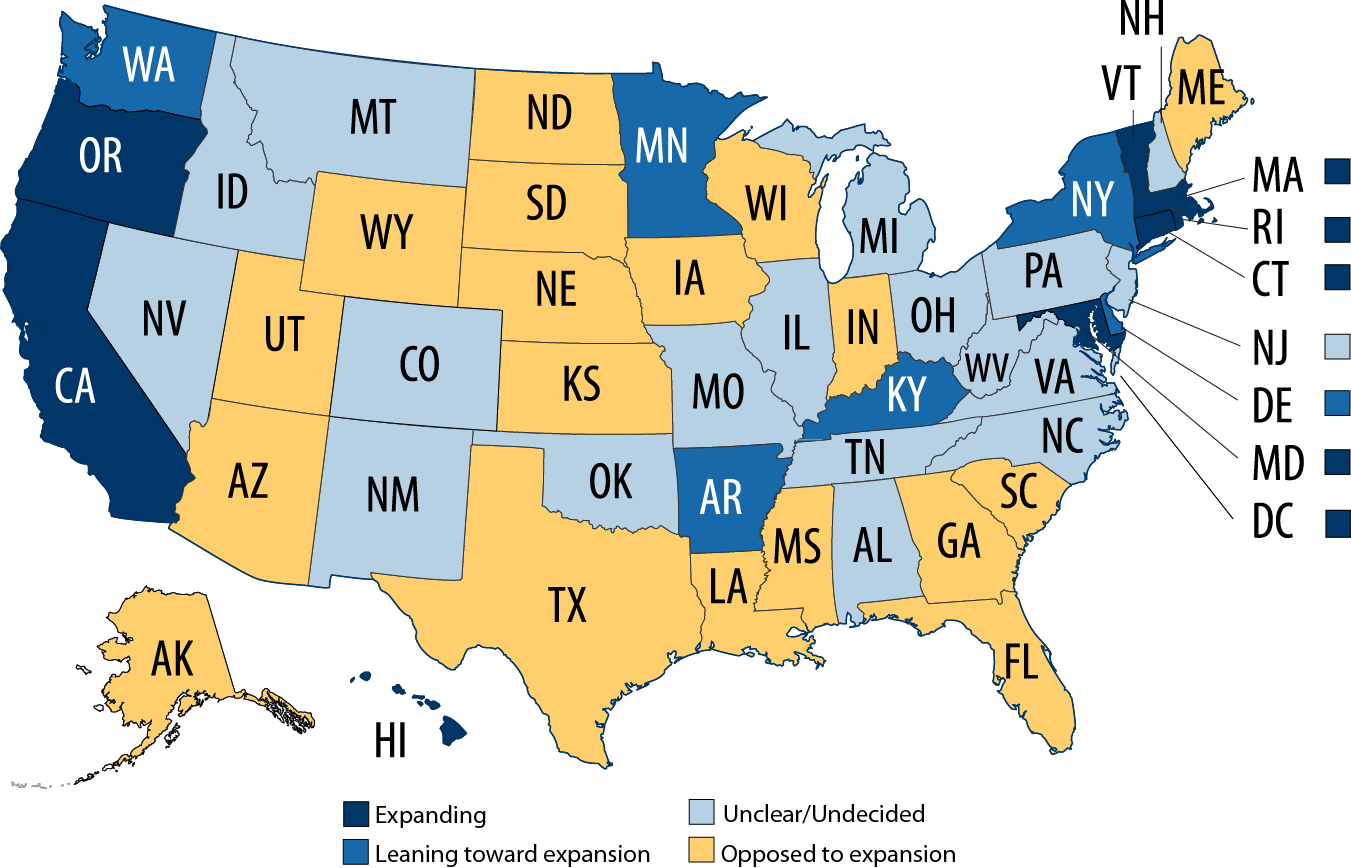 NH
VT
ME
WA
MT
ND
MN
OR
ID
SD
WI
NY
MA
WY
MI
RI
CT
NV
UT
NE
IA
PA
CO
IL
IN
OH
NJ
CA
KS
MO
WV
VA
KY
DE
NC
MD
AZ
NM
OK
AR
TN
SC
DC
MS
AL
GA
LA
TX
AK
FL
HI
Expanding
Unclear/Undecided
Leaning toward expansion
Opposed to expansion